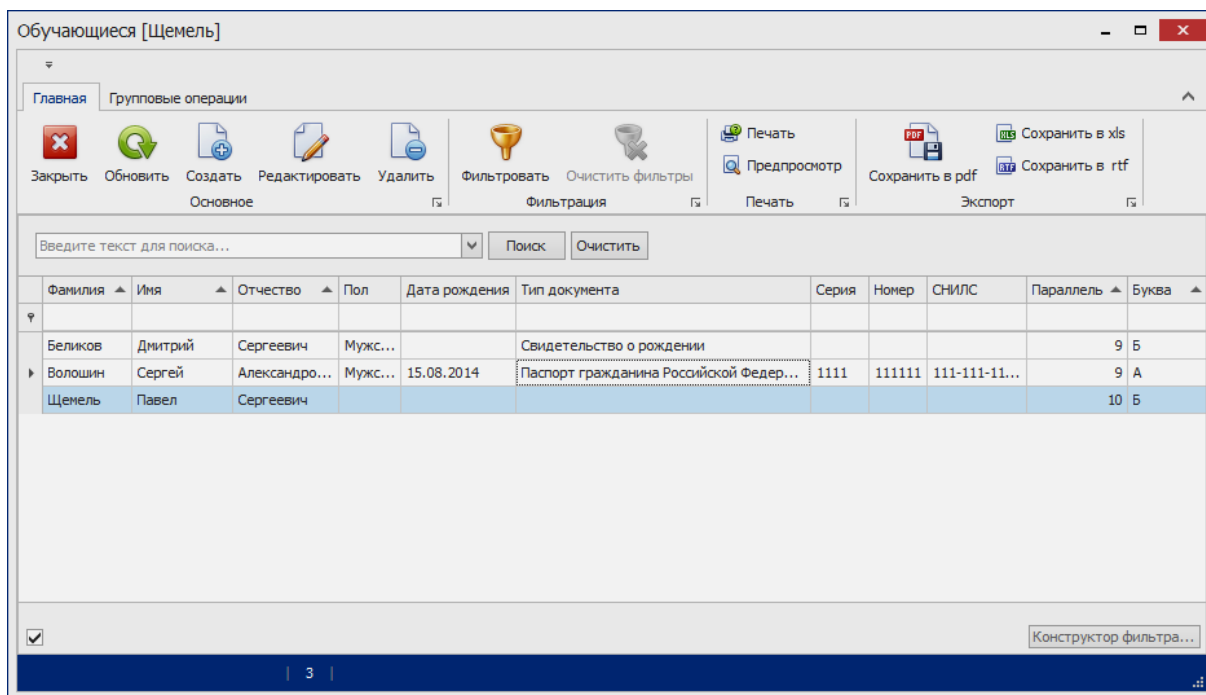 Обучающиеся [Щемель]
Главная Групповые операции
Закрыть Обновить Создать Редактировать Удалить Фильтровать Очистить фильтры Печать Предпросмотр Сохранить в pdf Сохранить в xls Сохранить в rtf
Основное Фильтрация Печать Экспорт
Введите текст для поиска... Поиск Очистить
Фамилия Имя Отчество Пол Дата рождения Тип документа Серия Номер СНИЛС Параллель Буква
Беликов Дмитрий Сергеевич Мужс... Свидетельство о рождении 9 Б
Волошин Сергей Александро... Мужс... 15.08.2014 Паспорт гражданина Российской Федер... 1111 111111 111-111-11... 9 А
Щемель Павел Сергеевич 10 Б
Конструктор фильтра...
3